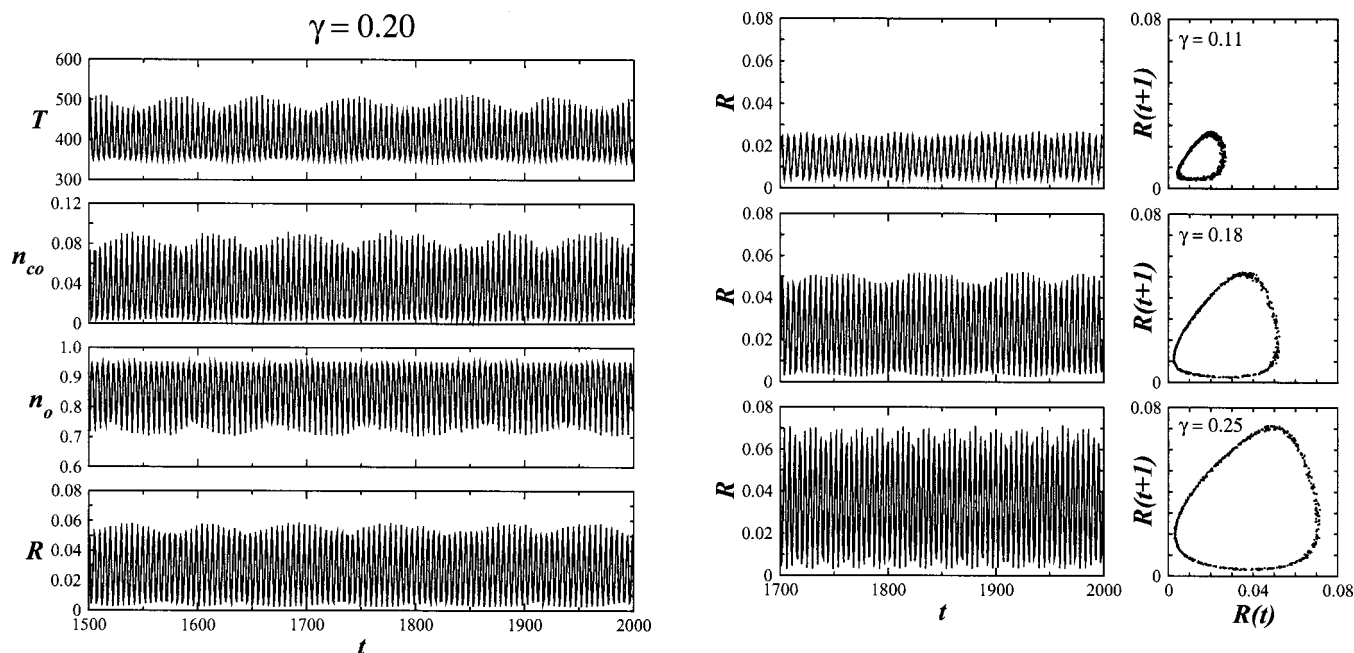 γ = 0.20
600
500
T
400
300
0.12
0.08
n_co
0.04
0
1.0
0.9
n_o
0.8
0.7
0.6
0.08
0.06
R
0.04
0.02
0
1500 1600 1700 1800 1900 2000
t
0.08
0.06
R
0.04
0.02
0
0.08
γ = 0.11
R(t+1)
0
0.08
0.06
R
0.04
0.02
0
0.08
γ = 0.18
R(t+1)
0
0.08
0.06
R
0.04
0.02
0
1700 1800 1900 2000
t
0.08
γ = 0.25
R(t+1)
0
0 0.04 0.08
R(t)